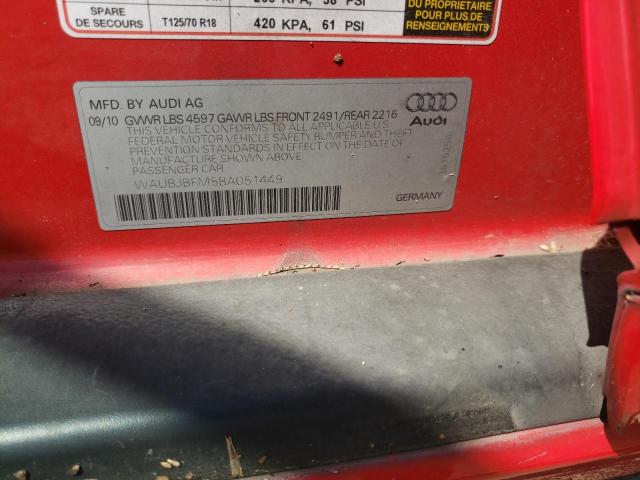 KPA, 38 PSI
SPARE
DE SECOURS T125/70 R18 420 KPA, 61 PSI
DU PROPRIETAIRE
POUR PLUS DE
RENSEIGNEMENTS
MFD. BY AUDI AG
09/10 GVWR LBS 4597 GAWR LBS FRONT 2491/REAR 2216
THIS VEHICLE CONFORMS TO ALL APPLICABLE U.S.
FEDERAL MOTOR VEHICLE SAFETY, BUMPER AND THEFT
PREVENTION STANDARDS IN EFFECT ON THE DATE OF
MANUFACTURE SHOWN ABOVE
PASSENGER CAR
WAUBJBFM5BA051449
Audi
GERMANY